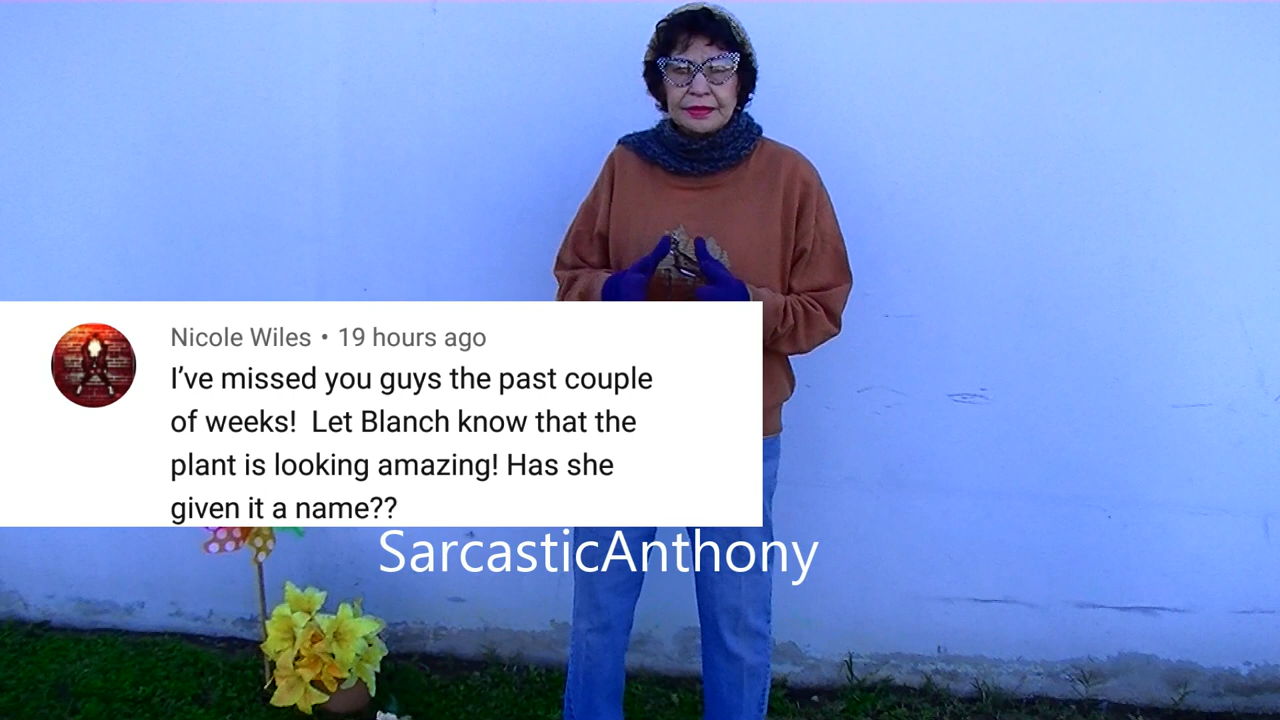 Nicole Wiles • 19 hours ago
I’ve missed you guys the past couple
of weeks!  Let Blanch know that the
plant is looking amazing! Has she
given it a name??
SarcasticAnthony